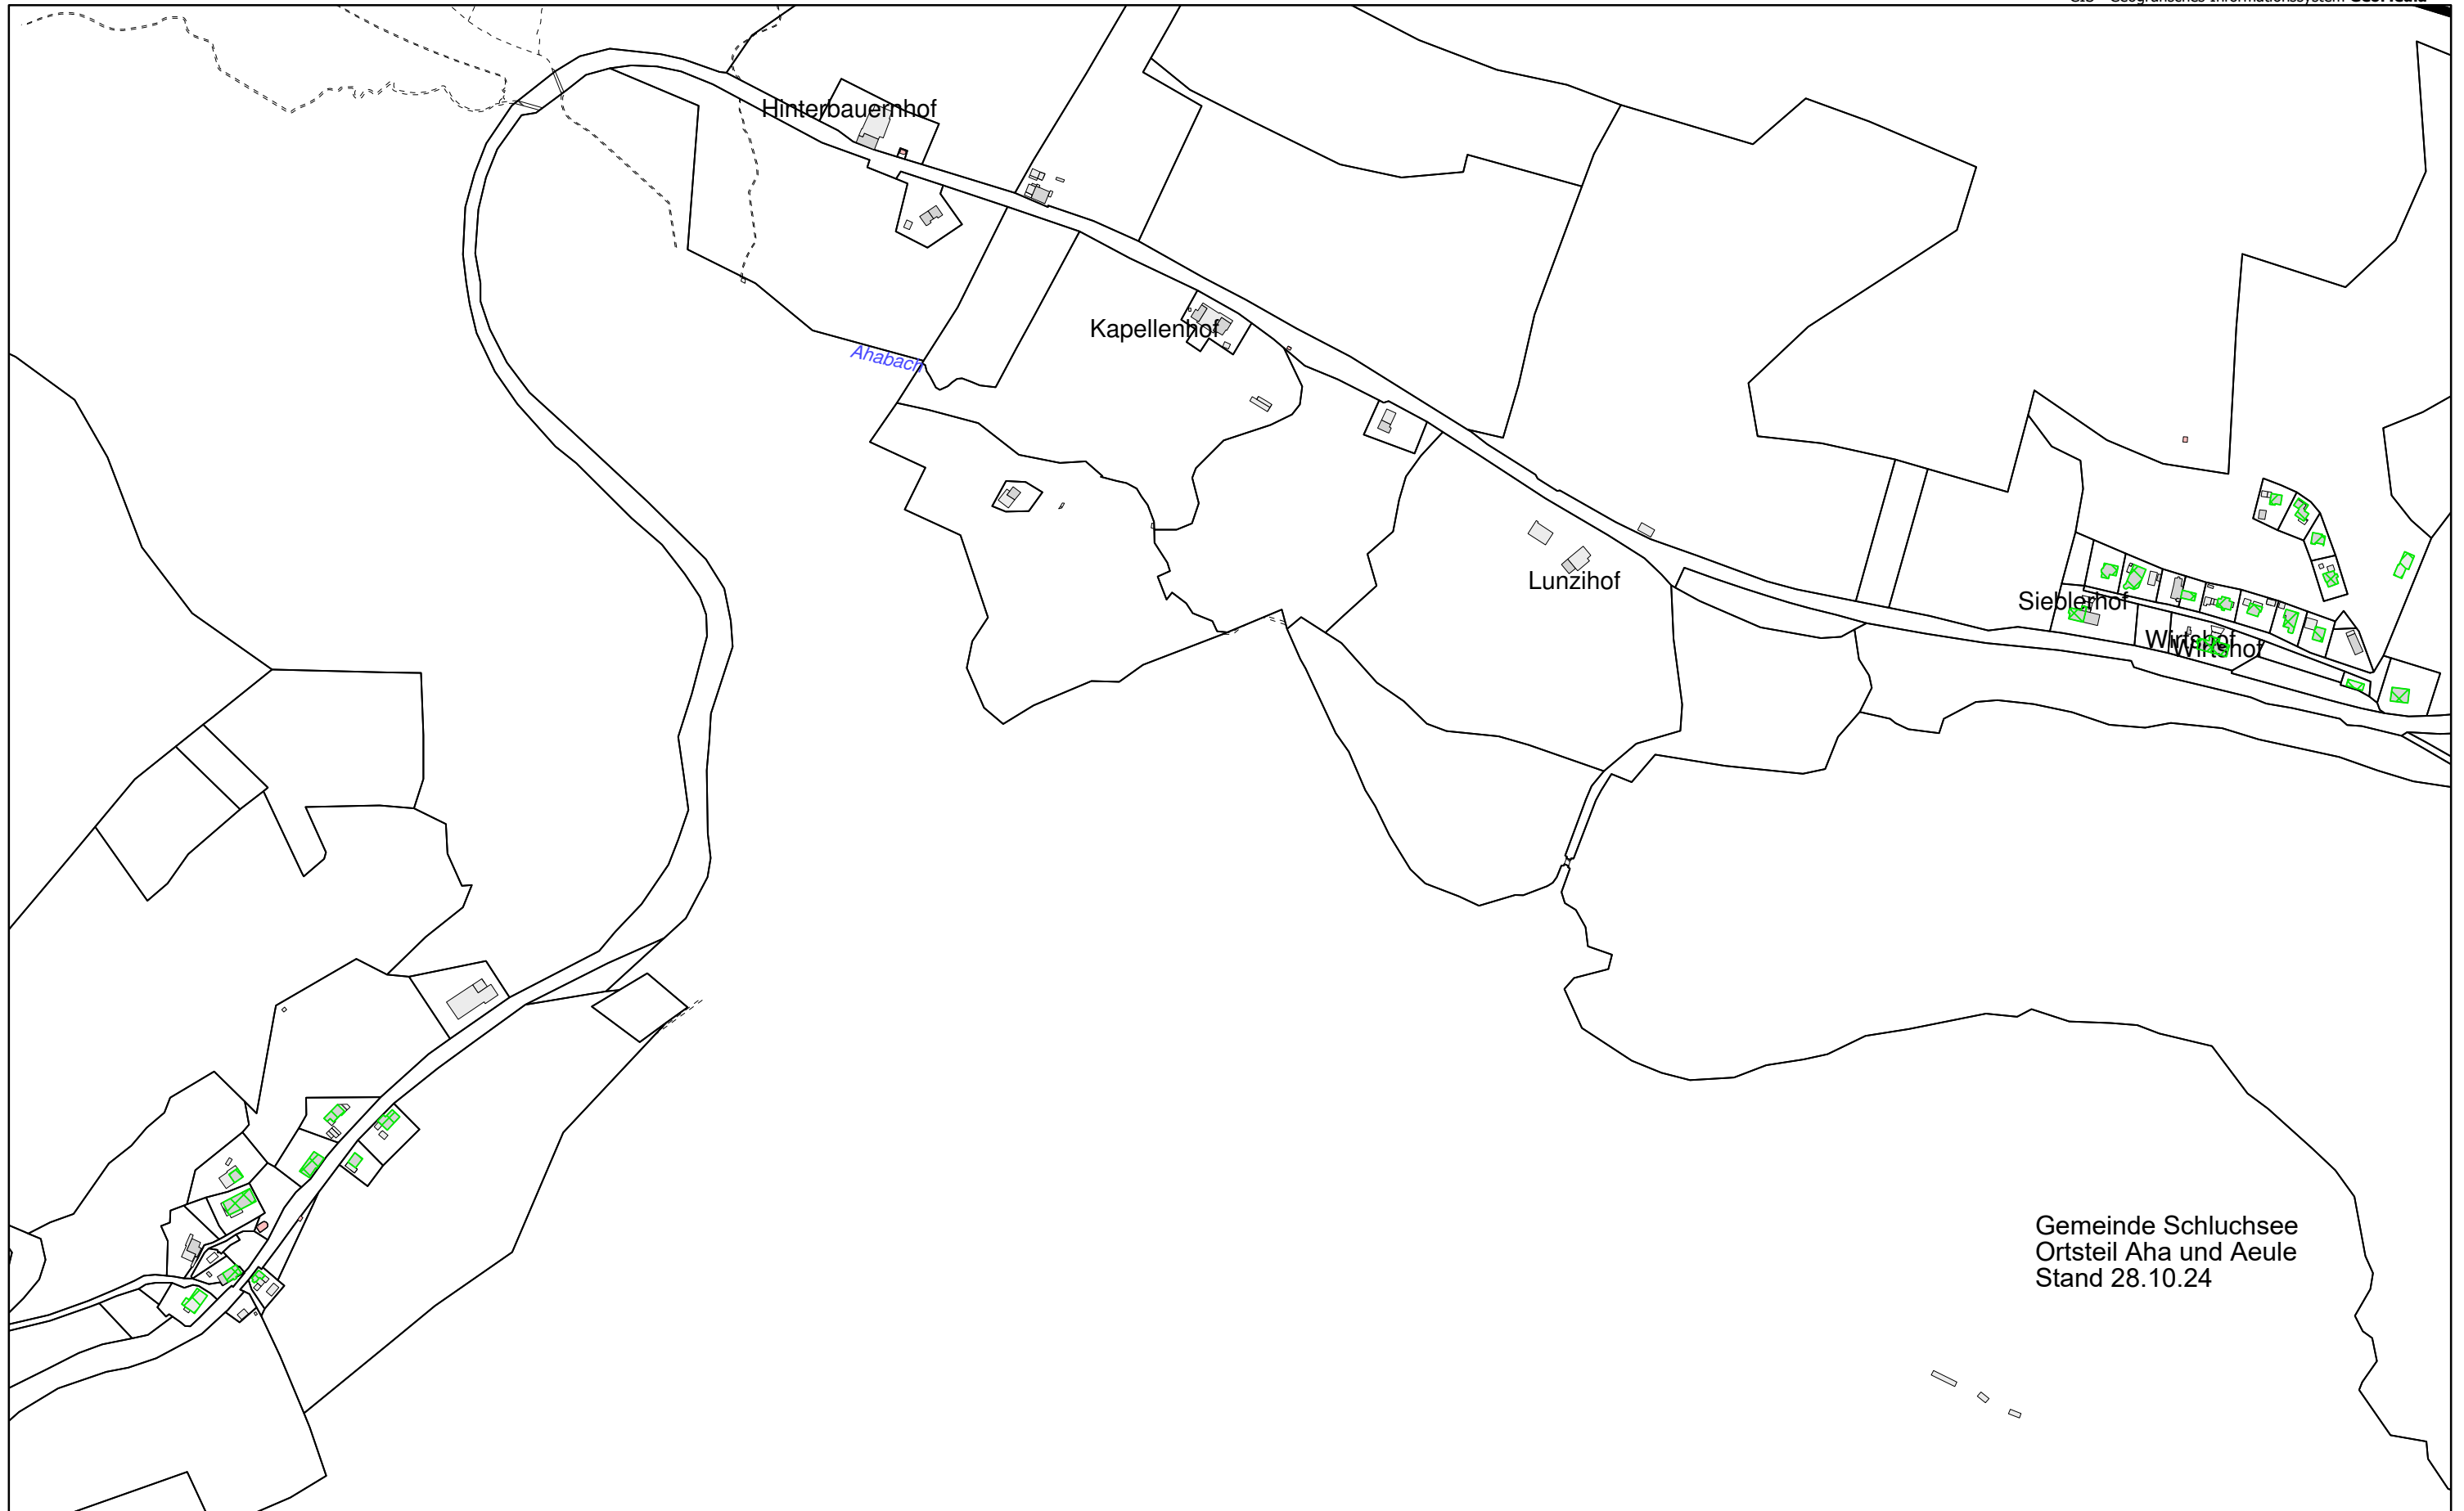 Hinterbauernhof
Kapellenhof
Ahabach
Lunzihof
Sieblerhof
Wirtshof
Wirtshof
Gemeinde Schluchsee
Ortsteil Aha und Aeule
Stand 28.10.24